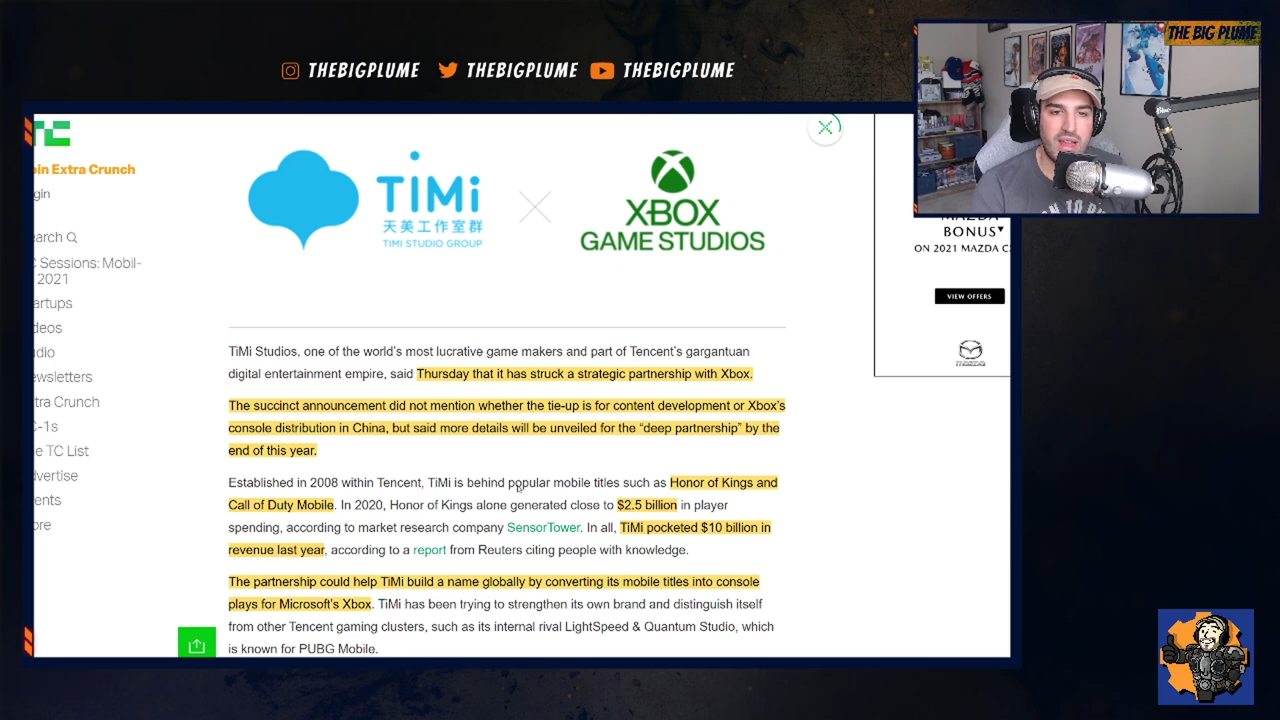 THEBIGPLUME THEBIGPLUME THEBIGPLUME
THE BIG PLUME
TC
oin Extra Crunch
gin
earch
C Sessions: Mobil-
2021
artups
deos
dio
ewsletters
tra Crunch
C-1s
e TC List
dvertise
ents
ore
TiMi
天美工作室群
TIMI STUDIO GROUP
XBOX
GAME STUDIOS
MAZDA
BONUS
ON 2021 MAZDA C
VIEW OFFERS
mazda
TiMi Studios, one of the world's most lucrative game makers and part of Tencent's gargantuan
digital entertainment empire, said Thursday that it has struck a strategic partnership with Xbox.
The succinct announcement did not mention whether the tie-up is for content development or Xbox's
console distribution in China, but said more details will be unveiled for the “deep partnership” by the
end of this year.
Established in 2008 within Tencent, TiMi is behind popular mobile titles such as Honor of Kings and
Call of Duty Mobile. In 2020, Honor of Kings alone generated close to $2.5 billion in player
spending, according to market research company SensorTower. In all, TiMi pocketed $10 billion in
revenue last year, according to a report from Reuters citing people with knowledge.
The partnership could help TiMi build a name globally by converting its mobile titles into console
plays for Microsoft's Xbox. TiMi has been trying to strengthen its own brand and distinguish itself
from other Tencent gaming clusters, such as its internal rival LightSpeed & Quantum Studio, which
is known for PUBG Mobile.